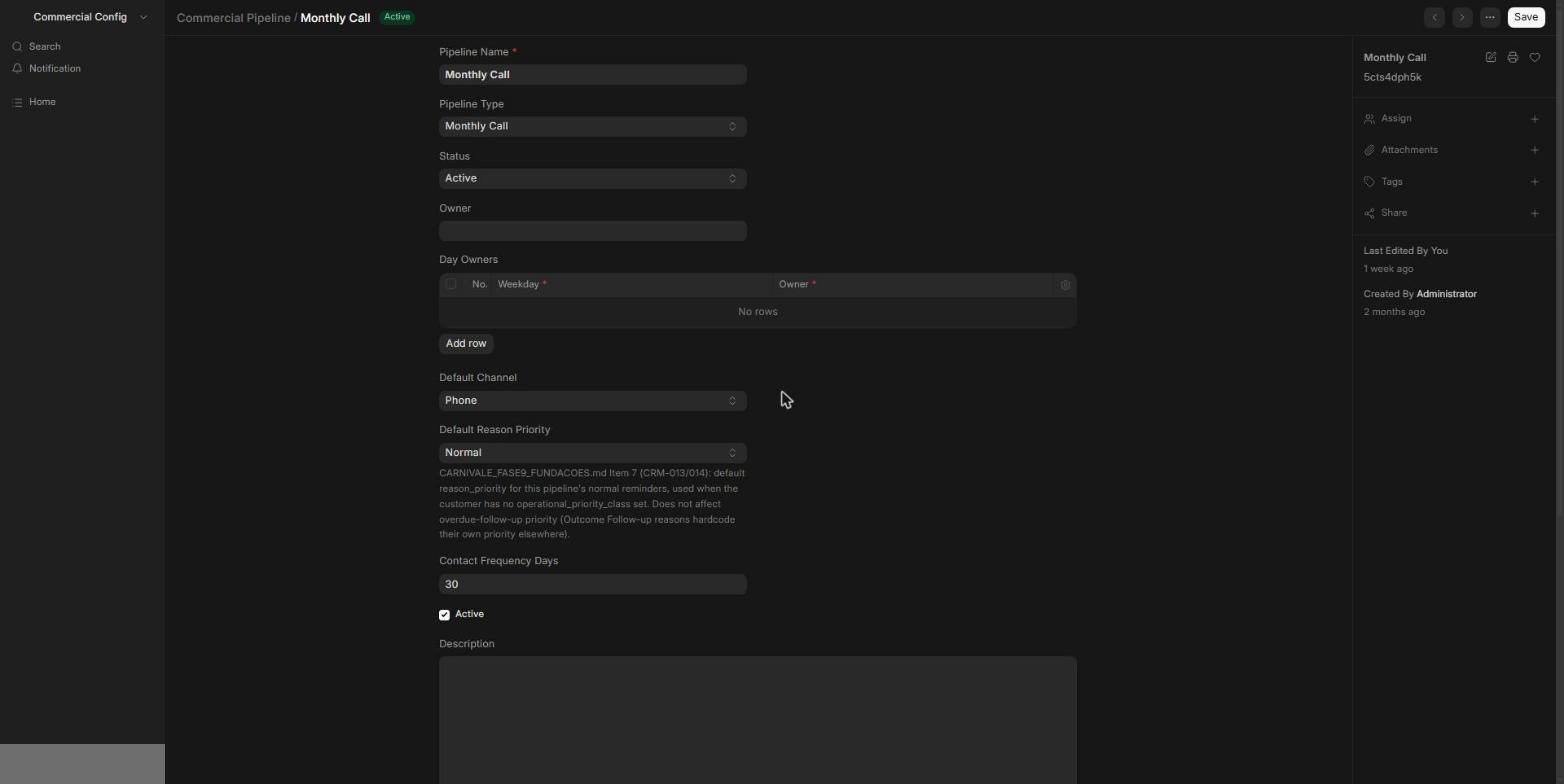 Commercial Config
Search
Notification
Home
Commercial Pipeline / Monthly Call Active
Save
Pipeline Name *
Monthly Call
Pipeline Type
Monthly Call
Status
Active
Owner
Day Owners
No. Weekday * Owner *
No rows
Add row
Default Channel
Phone
Default Reason Priority
Normal
CARNIVALE_FASE9_FUNDACOES.md Item 7 (CRM-013/014): default
reason_priority for this pipeline's normal reminders, used when the
customer has no operational_priority_class set. Does not affect
overdue-follow-up priority (Outcome Follow-up reasons hardcode
their own priority elsewhere).
Contact Frequency Days
30
Active
Description
Monthly Call
5cts4dph5k
Assign
Attachments
Tags
Share
Last Edited By You
1 week ago
Created By Administrator
2 months ago